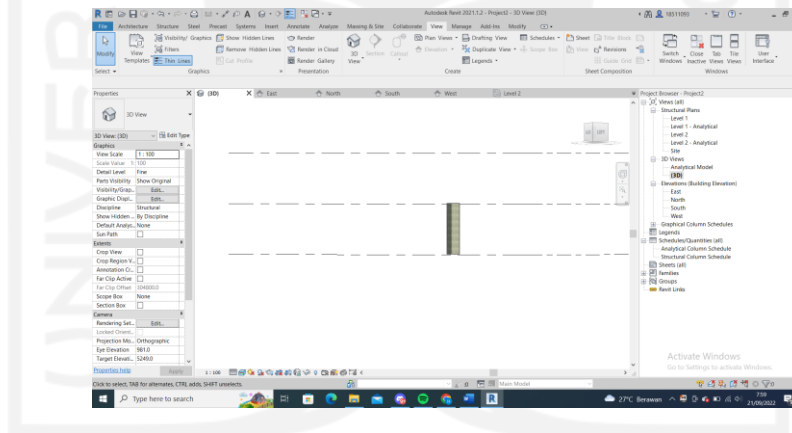 Autodesk Revit 2021.1.2 - Project2 - 3D View: {3D}
18511093
File Architecture Structure Steel Precast Systems Insert Annotate Analyze Massing & Site Collaborate View Manage Add-Ins Modify
Modify
View Templates
Visibility/ Graphics
Filters
Thin Lines
Show Hidden Lines
Remove Hidden Lines
Cut Profile
Render
Render in Cloud
Render Gallery
3D View
Section
Callout
Plan Views
Elevation
Drafting View
Duplicate View
Legends
Schedules
Scope Box
Sheet
View
Title Block
Revisions
Guide Grid
Switch Windows
Close Inactive
Tab Views
Tile Views
User Interface
Select Graphics Presentation Create Sheet Composition Windows
Properties
{3D} East North South West Level 2
3D View
3D View: {3D} Edit Type
Graphics
View Scale 1 : 100
Scale Value 1: 100
Detail Level Fine
Parts Visibility Show Original
Visibility/Grap... Edit...
Graphic Displ... Edit...
Discipline Structural
Show Hidden ... By Discipline
Default Analys... None
Sun Path
Extents
Crop View
Crop Region V...
Annotation Cr...
Far Clip Active
Far Clip Offset 304800.0
Scope Box None
Section Box
Camera
Rendering Set... Edit...
Locked Orient...
Projection Mo... Orthographic
Eye Elevation 981.0
Target Elevati... 5249.0
Properties help Apply
LEFT
Project Browser - Project2
Views (all)
Structural Plans
Level 1
Level 1 - Analytical
Level 2
Level 2 - Analytical
Site
3D Views
Analytical Model
{3D}
Elevations (Building Elevation)
East
North
South
West
Graphical Column Schedules
Legends
Schedules/Quantities (all)
Analytical Column Schedule
Structural Column Schedule
Sheets (all)
Families
Groups
Revit Links
Activate Windows
Go to Settings to activate Windows.
1 : 100
Click to select, TAB for alternates, CTRL adds, SHIFT unselects.
Main Model
Type here to search
27°C Berawan
7:59
21/09/2022